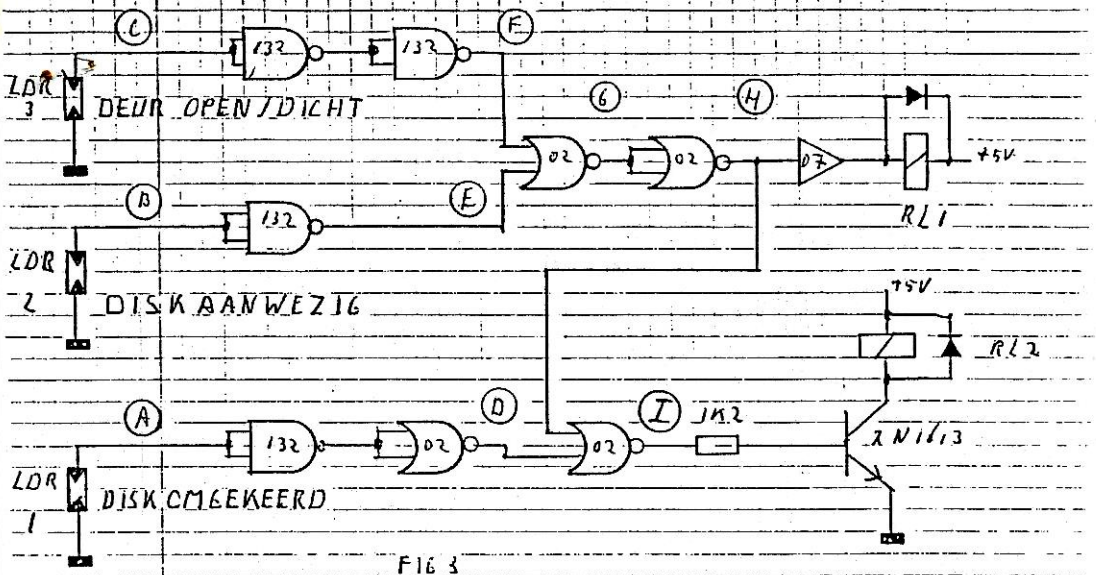 C
F
132
132
LDR
3
DEUR OPEN/DICHT
G
H
02
02
07
+5V
RL1
B
E
132
LDR
2
DISK AANWEZIG
+5V
RL2
A
D
I
1K2
132
02
02
2N1613
LDR
1
DISK OMGEKEERD
FIG 3